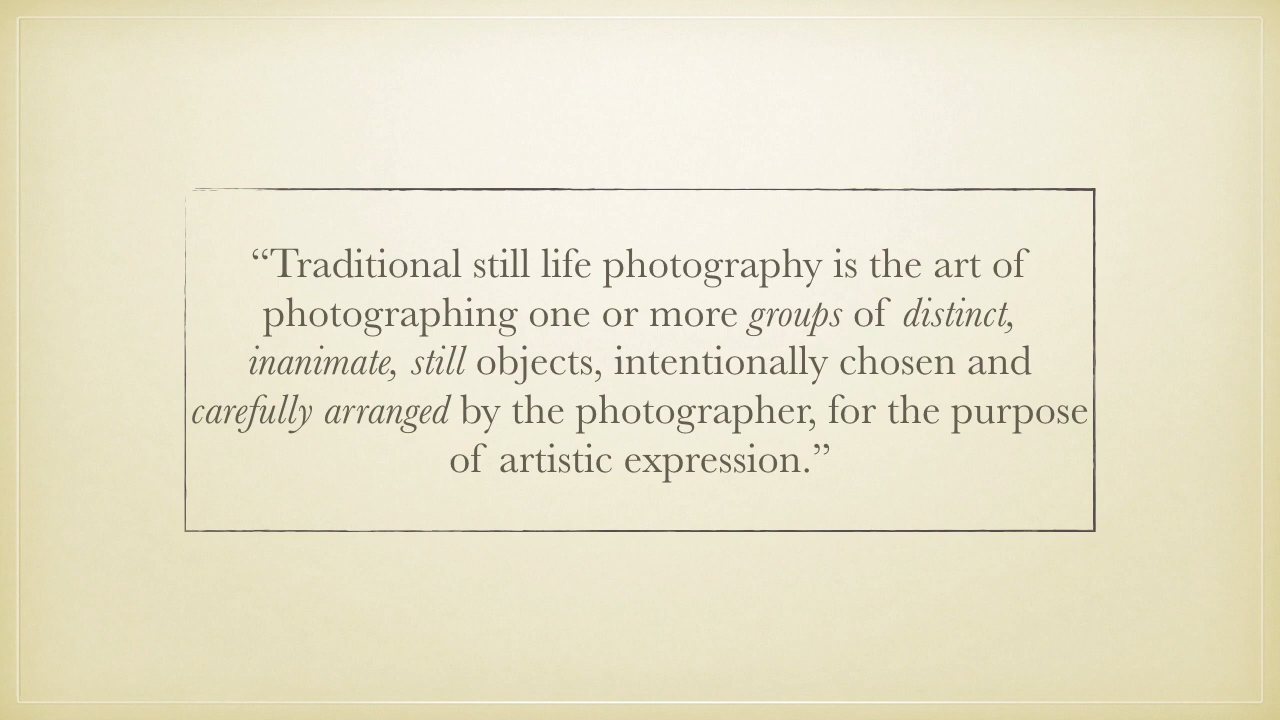 “Traditional still life photography is the art of
photographing one or more groups of distinct,
inanimate, still objects, intentionally chosen and
carefully arranged by the photographer, for the purpose
of artistic expression.”